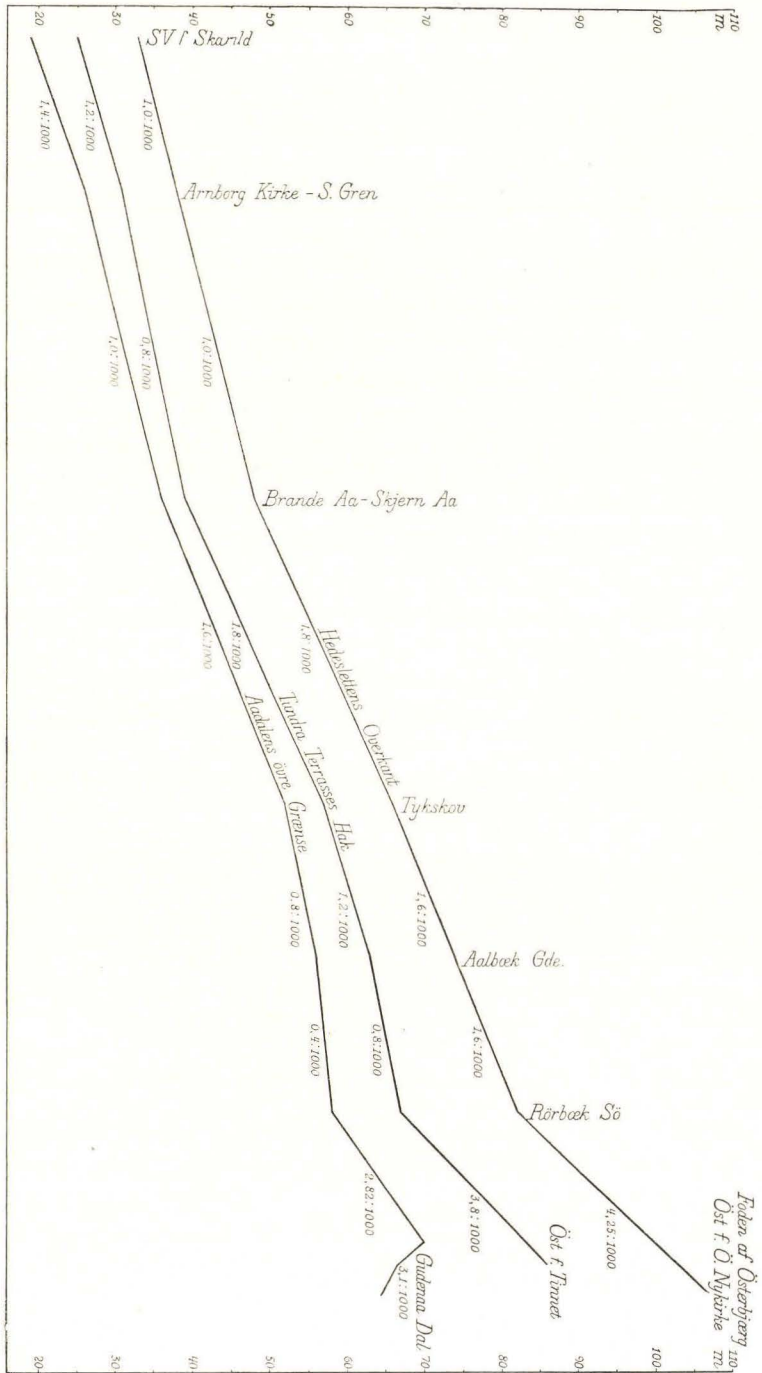 20
30
40
50
60
70
80
90
100
110
m
SV f Skarild
Arnborg Kirke - S. Gren
Brande Aa - Skjern Aa
Tykskov
Aalbæk Gde.
Rörbæk Sö
Foden af Österbjærg
Öst f. Ö. Nykirke
1,0:1000
1,0:1000
1,8:1000
Hedeslettens Overkant
1,6:1000
1,6:1000
4,25:1000
1,2:1000
0,8:1000
1,8:1000
Tundra Terrasses Hak
1,2:1000
0,8:1000
3,8:1000
Öst f. Tinnet
1,4:1000
1,0:1000
1,6:1000
Aadalens övre Grænse
0,8:1000
0,4:1000
2,82:1000
3,1:1000
Gudenaa Dal
20
30
40
50
60
70
80
90
100
110
m